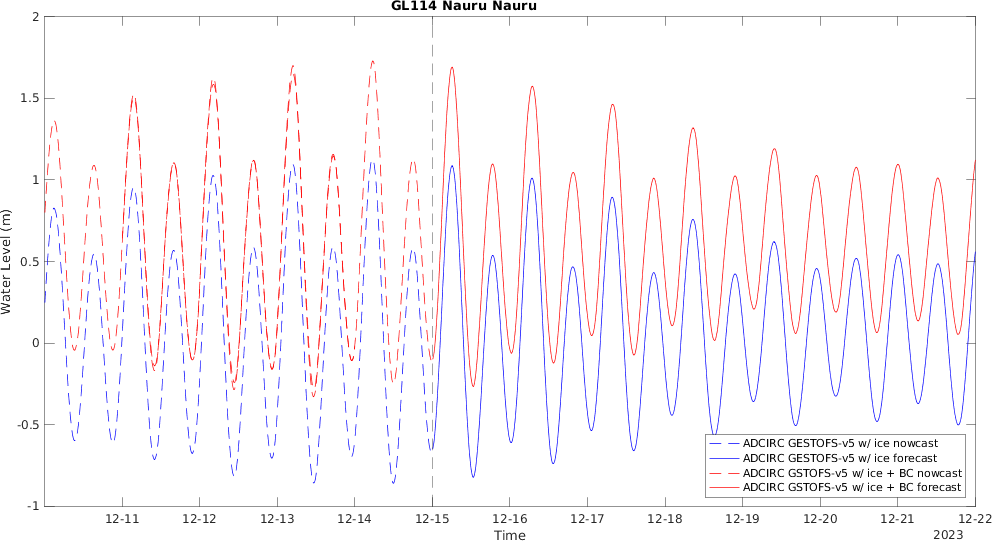 GL114 Nauru Nauru
2
1.5
1
0.5
0
-0.5
-1
Water Level (m)
12-11
12-12
12-13
12-14
12-15
12-16
12-17
12-18
12-19
12-20
12-21
12-22
Time
2023
ADCIRC GESTOFS-v5 w/ ice nowcast
ADCIRC GESTOFS-v5 w/ ice forecast
ADCIRC GSTOFS-v5 w/ ice + BC nowcast
ADCIRC GSTOFS-v5 w/ ice + BC forecast